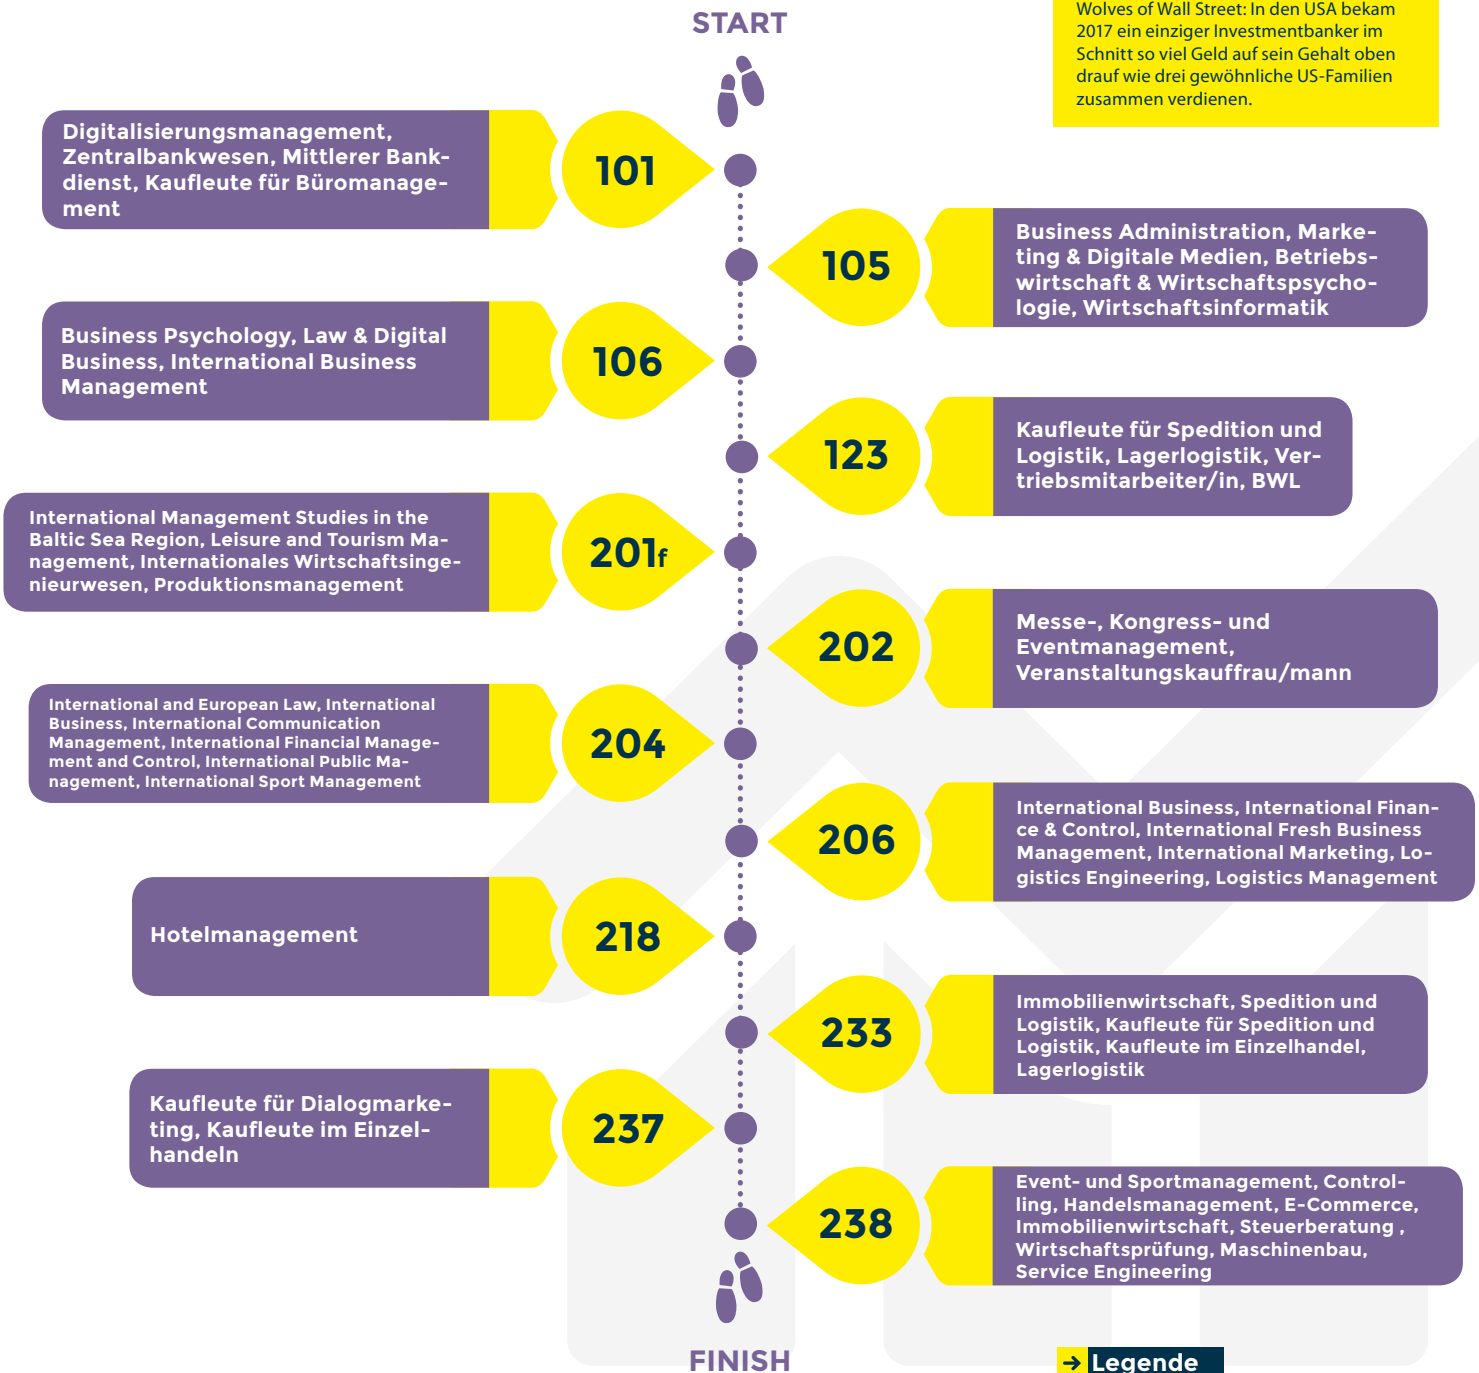 START
Wolves of Wall Street: In den USA bekam
2017 ein einziger Investmentbanker im
Schnitt so viel Geld auf sein Gehalt oben
drauf wie drei gewöhnliche US-Familien
zusammen verdienen.
Digitalisierungsmanagement,
Zentralbankwesen, Mittlerer Bank-
dienst, Kaufleute für Büromanage-
ment
101
105
Business Administration, Marke-
ting & Digitale Medien, Betriebs-
wirtschaft & Wirtschaftspsycho-
logie, Wirtschaftsinformatik
Business Psychology, Law & Digital
Business, International Business
Management
106
123
Kaufleute für Spedition und
Logistik, Lagerlogistik, Ver-
triebsmitarbeiter/in, BWL
International Management Studies in the
Baltic Sea Region, Leisure and Tourism Ma-
nagement, Internationales Wirtschaftsinge-
nieurwesen, Produktionsmanagement
201f
202
Messe-, Kongress- und
Eventmanagement,
Veranstaltungskauffrau/mann
International and European Law, International
Business, International Communication
Management, International Financial Manage-
ment and Control, International Public Ma-
nagement, International Sport Management
204
206
International Business, International Finan-
ce & Control, International Fresh Business
Management, International Marketing, Lo-
gistics Engineering, Logistics Management
Hotelmanagement
218
233
Immobilienwirtschaft, Spedition und
Logistik, Kaufleute für Spedition und
Logistik, Kaufleute im Einzelhandel,
Lagerlogistik
Kaufleute für Dialogmarke-
ting, Kaufleute im Einzel-
handeln
237
238
Event- und Sportmanagement, Control-
ling, Handelsmanagement, E-Commerce,
Immobilienwirtschaft, Steuerberatung ,
Wirtschaftsprüfung, Maschinenbau,
Service Engineering
FINISH
→ Legende